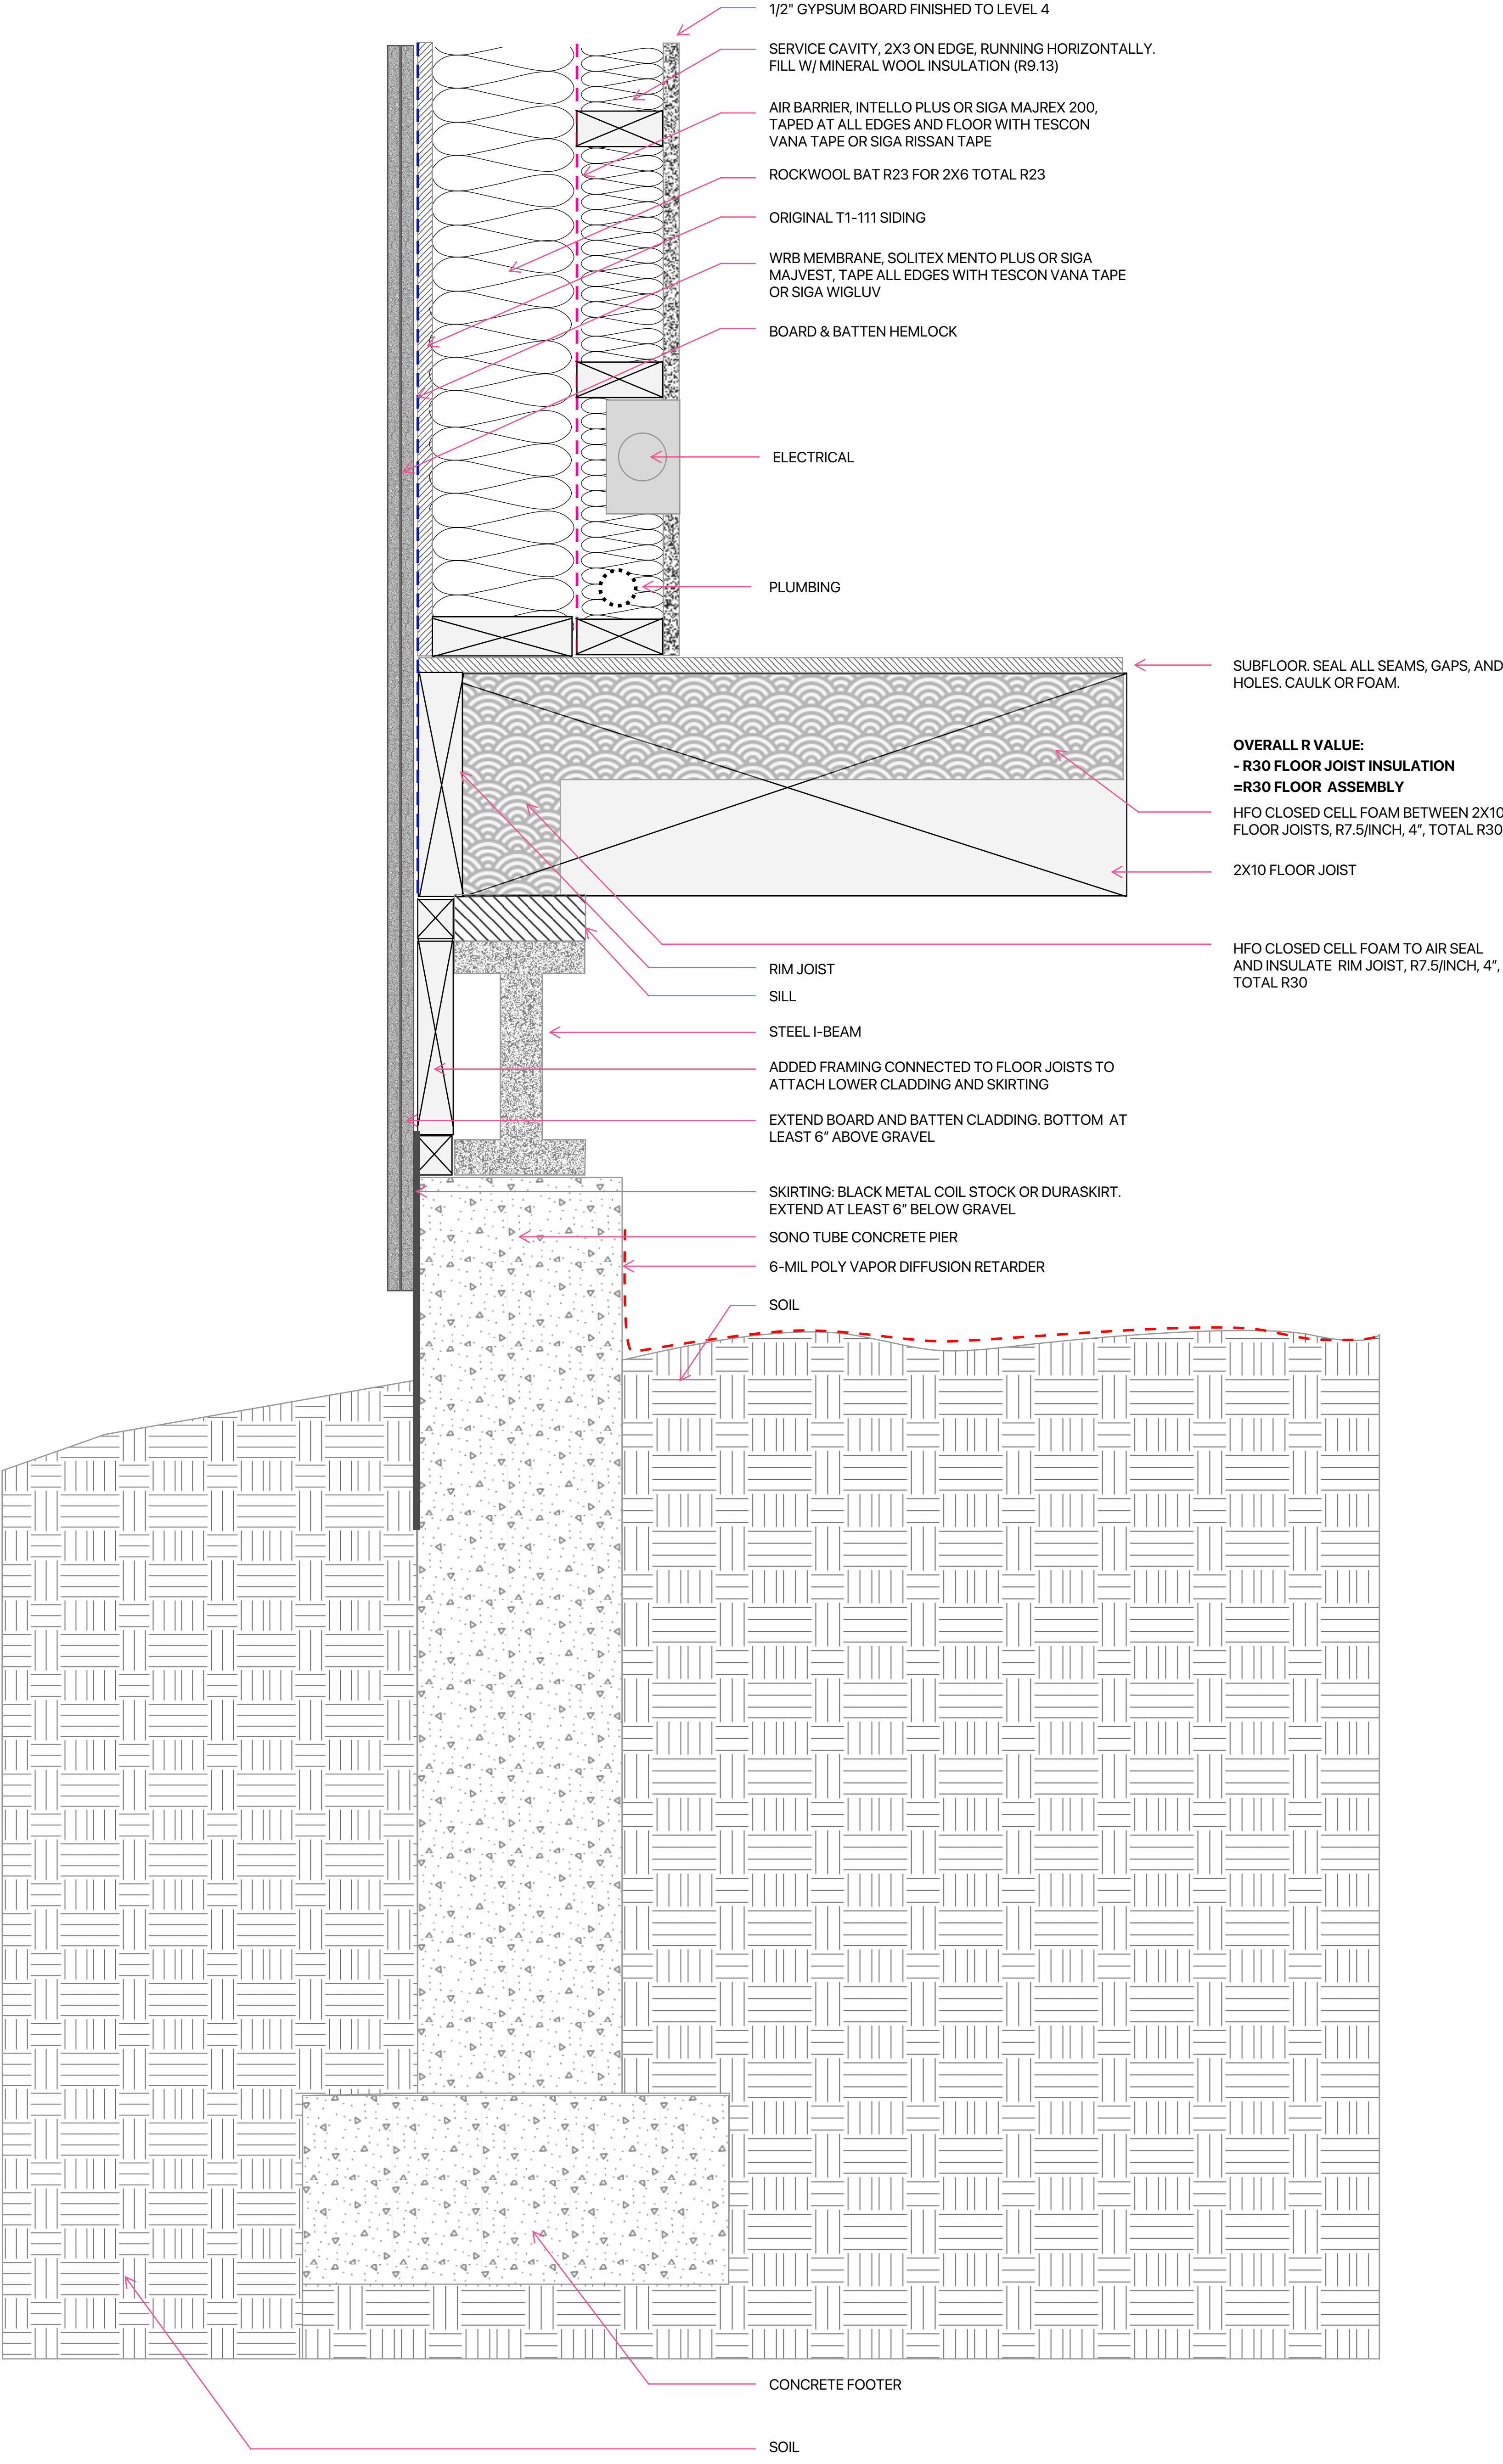 1/2" GYPSUM BOARD FINISHED TO LEVEL 4
SERVICE CAVITY, 2X3 ON EDGE, RUNNING HORIZONTALLY.
FILL W/ MINERAL WOOL INSULATION (R9.13)
AIR BARRIER, INTELLO PLUS OR SIGA MAJREX 200,
TAPED AT ALL EDGES AND FLOOR WITH TESCON
VANA TAPE OR SIGA RISSAN TAPE
ROCKWOOL BAT R23 FOR 2X6 TOTAL R23
ORIGINAL T1-111 SIDING
WRB MEMBRANE, SOLITEX MENTO PLUS OR SIGA
MAJVEST, TAPE ALL EDGES WITH TESCON VANA TAPE
OR SIGA WIGLUV
BOARD & BATTEN HEMLOCK
ELECTRICAL
PLUMBING
SUBFLOOR. SEAL ALL SEAMS, GAPS, AND
HOLES. CAULK OR FOAM.
OVERALL R VALUE:
- R30 FLOOR JOIST INSULATION
=R30 FLOOR ASSEMBLY
HFO CLOSED CELL FOAM BETWEEN 2X10
FLOOR JOISTS, R7.5/INCH, 4”, TOTAL R30
2X10 FLOOR JOIST
HFO CLOSED CELL FOAM TO AIR SEAL
AND INSULATE RIM JOIST, R7.5/INCH, 4”,
TOTAL R30
RIM JOIST
SILL
STEEL I-BEAM
ADDED FRAMING CONNECTED TO FLOOR JOISTS TO
ATTACH LOWER CLADDING AND SKIRTING
EXTEND BOARD AND BATTEN CLADDING. BOTTOM AT
LEAST 6” ABOVE GRAVEL
SKIRTING: BLACK METAL COIL STOCK OR DURASKIRT.
EXTEND AT LEAST 6” BELOW GRAVEL
SONO TUBE CONCRETE PIER
6-MIL POLY VAPOR DIFFUSION RETARDER
SOIL
CONCRETE FOOTER
SOIL